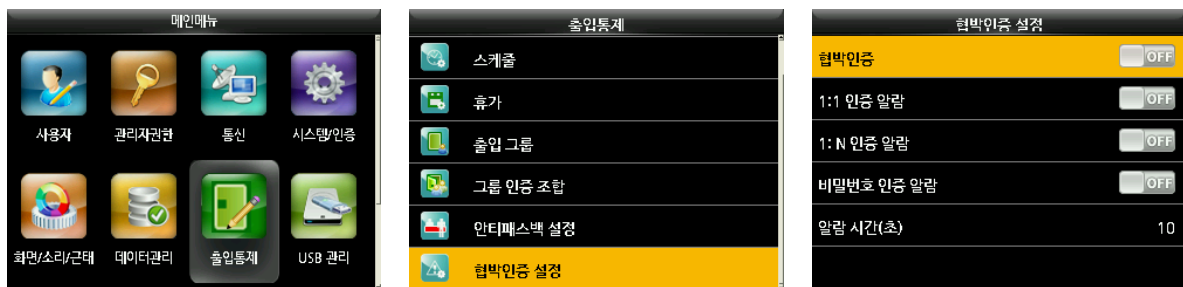 메인메뉴
사용자 관리자권한 통신 시스템/인증
화면/소리/근태 데이터관리 출입통제 USB 관리
출입통제
스케줄
휴가
출입 그룹
그룹 인증 조합
안티패스백 설정
협박인증 설정
협박인증 설정
협박인증 OFF
1:1 인증 알람 OFF
1: N 인증 알람 OFF
비밀번호 인증 알람 OFF
알람 시간(초) 10